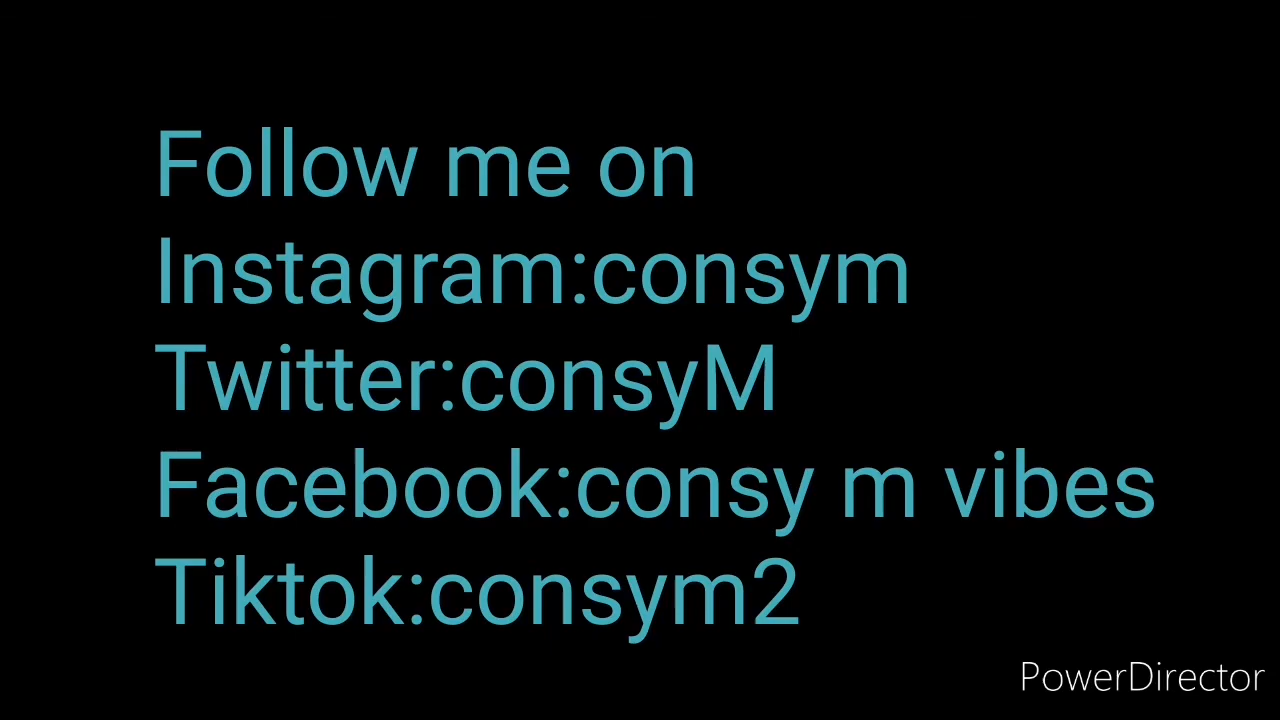 Follow me on
Instagram:consym
Twitter:consyM
Facebook:consy m vibes
Tiktok:consym2
PowerDirector